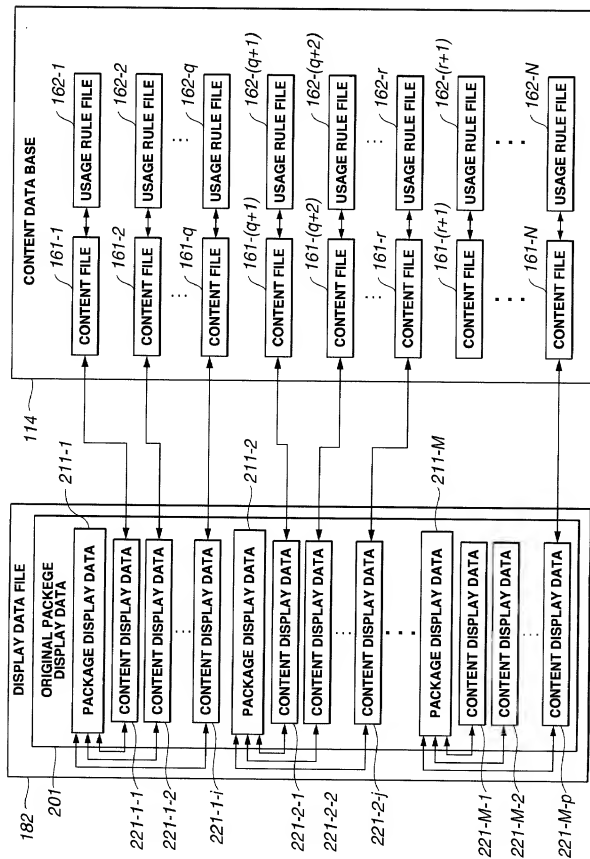 DISPLAY DATA FILE
182
ORIGINAL PACKEGE
DISPLAY DATA
201
PACKAGE DISPLAY DATA
211-1
CONTENT DISPLAY DATA
221-1-1
CONTENT DISPLAY DATA
221-1-2
CONTENT DISPLAY DATA
221-1-i
PACKAGE DISPLAY DATA
211-2
CONTENT DISPLAY DATA
221-2-1
CONTENT DISPLAY DATA
221-2-2
CONTENT DISPLAY DATA
221-2-j
PACKAGE DISPLAY DATA
211-M
CONTENT DISPLAY DATA
221-M-1
CONTENT DISPLAY DATA
221-M-2
CONTENT DISPLAY DATA
221-M-p
CONTENT DATA BASE
114
CONTENT FILE
161-1
USAGE RULE FILE
162-1
CONTENT FILE
161-2
USAGE RULE FILE
162-2
CONTENT FILE
161-q
USAGE RULE FILE
162-q
CONTENT FILE
161-(q+1)
USAGE RULE FILE
162-(q+1)
CONTENT FILE
161-(q+2)
USAGE RULE FILE
162-(q+2)
CONTENT FILE
161-r
USAGE RULE FILE
162-r
CONTENT FILE
161-(r+1)
USAGE RULE FILE
162-(r+1)
CONTENT FILE
161-N
USAGE RULE FILE
162-N